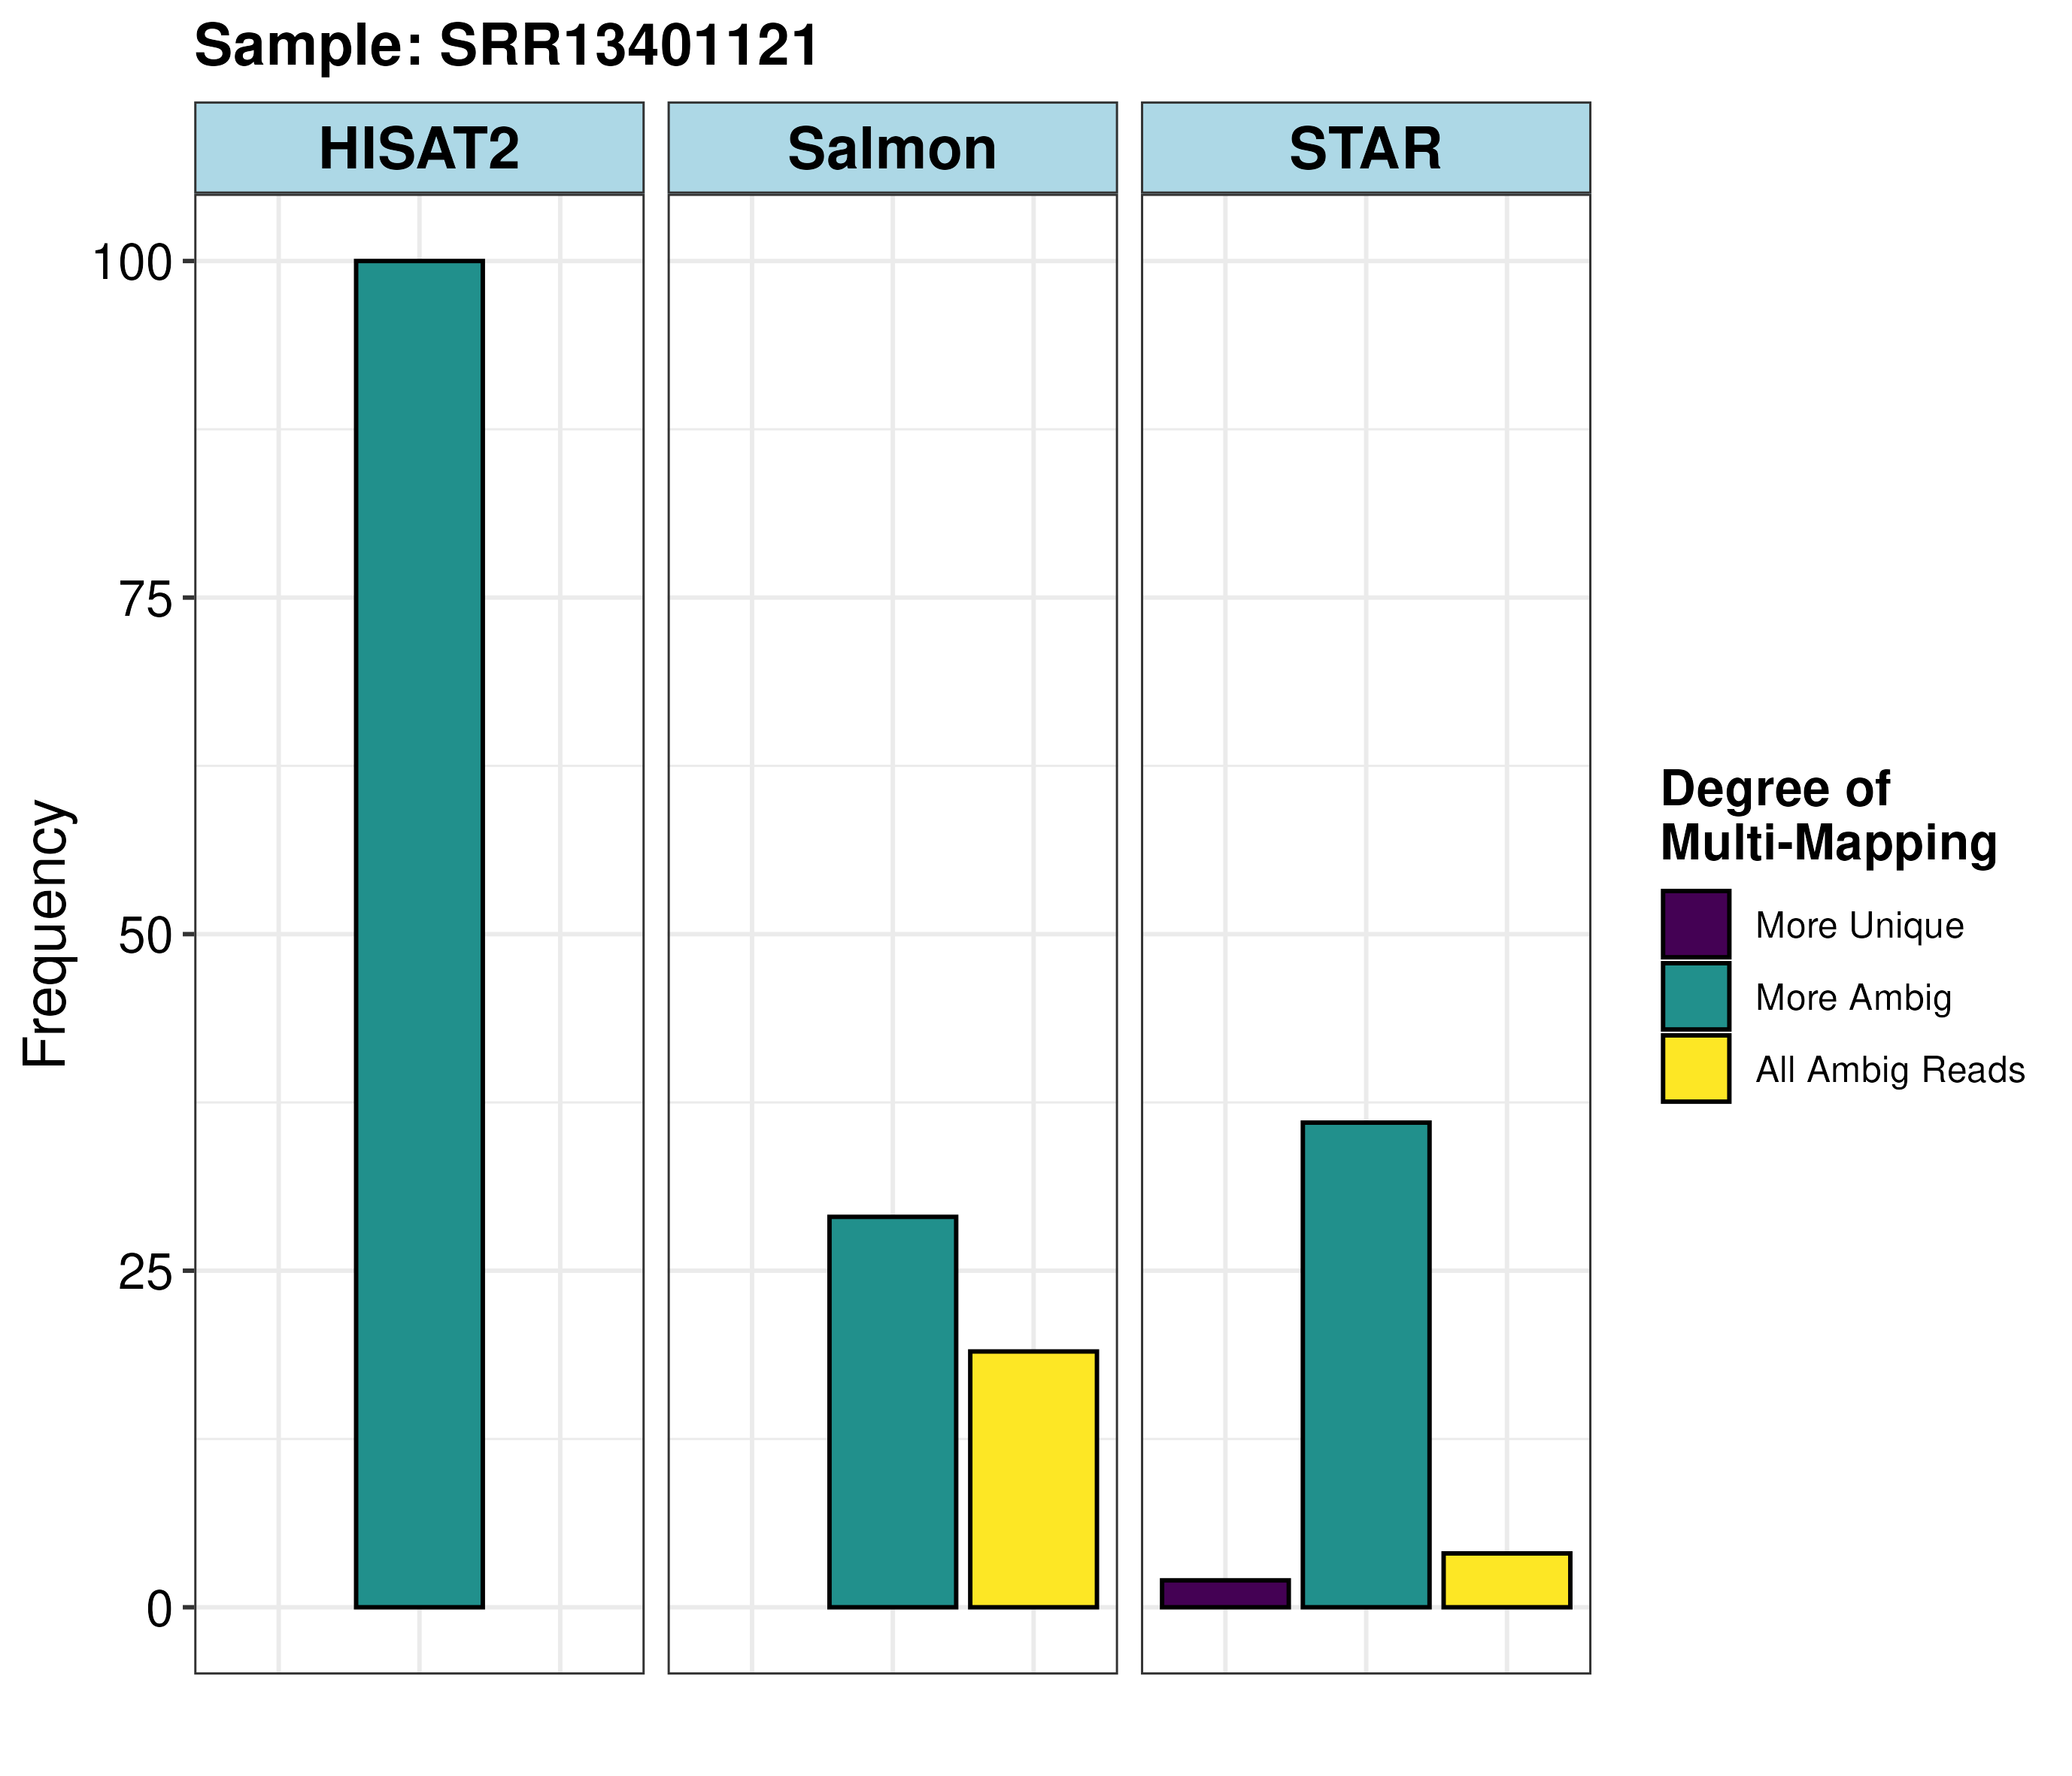 Sample: SRR13401121
HISAT2 Salmon STAR
100
75
50
25
0
Frequency
Degree of
Multi-Mapping
More Unique
More Ambig
All Ambig Reads